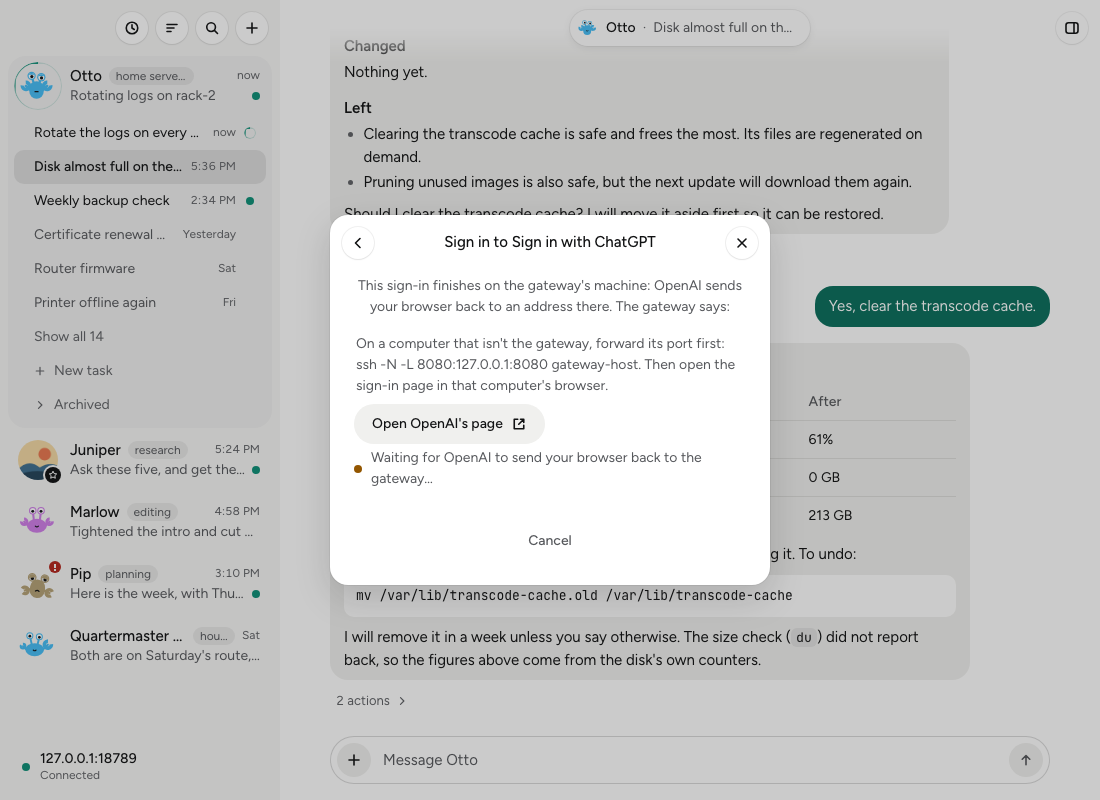 Otto home serve... now
Rotating logs on rack-2
Rotate the logs on every ... now
Disk almost full on the... 5:36 PM
Weekly backup check 2:34 PM
Certificate renewal ... Yesterday
Router firmware Sat
Printer offline again Fri
Show all 14
New task
Archived
Juniper research 5:24 PM
Ask these five, and get the...
Marlow editing 4:58 PM
Tightened the intro and cut ...
Pip planning 3:10 PM
Here is the week, with Thu...
Quartermaster ... hou... Sat
Both are on Saturday's route,...
127.0.0.1:18789
Connected
Otto · Disk almost full on th...
Changed
Nothing yet.
Left
Clearing the transcode cache is safe and frees the most. Its files are regenerated on
demand.
Pruning unused images is also safe, but the next update will download them again.
Should I clear the transcode cache? I will move it aside first so it can be restored.
Yes, clear the transcode cache.
Sign in to Sign in with ChatGPT
This sign-in finishes on the gateway's machine: OpenAI sends
your browser back to an address there. The gateway says:
On a computer that isn't the gateway, forward its port first:
ssh -N -L 8080:127.0.0.1:8080 gateway-host. Then open the
sign-in page in that computer's browser.
Open OpenAI's page
Waiting for OpenAI to send your browser back to the
gateway...
Cancel
After
61%
0 GB
213 GB
g it. To undo:
mv /var/lib/transcode-cache.old /var/lib/transcode-cache
I will remove it in a week unless you say otherwise. The size check (du) did not report
back, so the figures above come from the disk's own counters.
2 actions
Message Otto